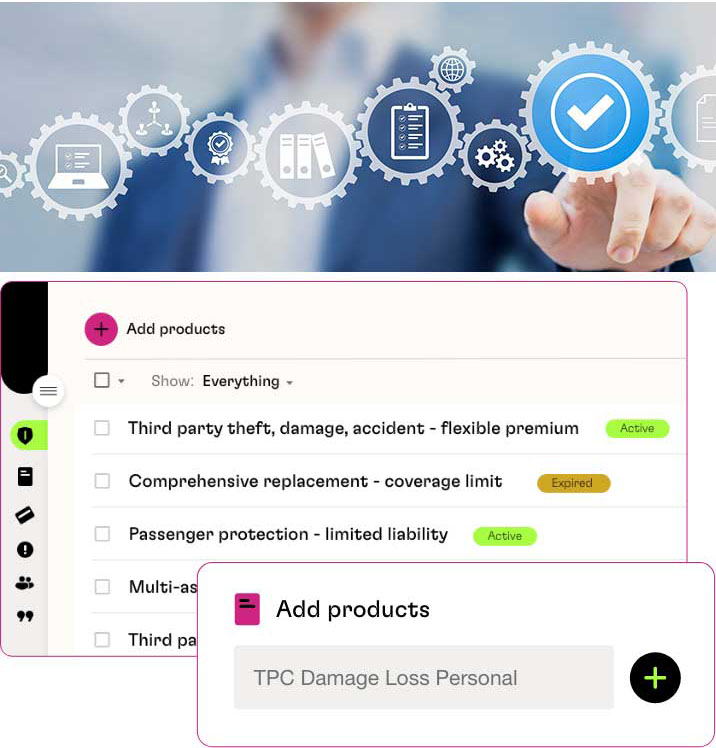 Add products
Show: Everything
Third party theft, damage, accident - flexible premium Active
Comprehensive replacement - coverage limit Expired
Passenger protection - limited liability Active
Multi-as
Third pa
Add products
TPC Damage Loss Personal